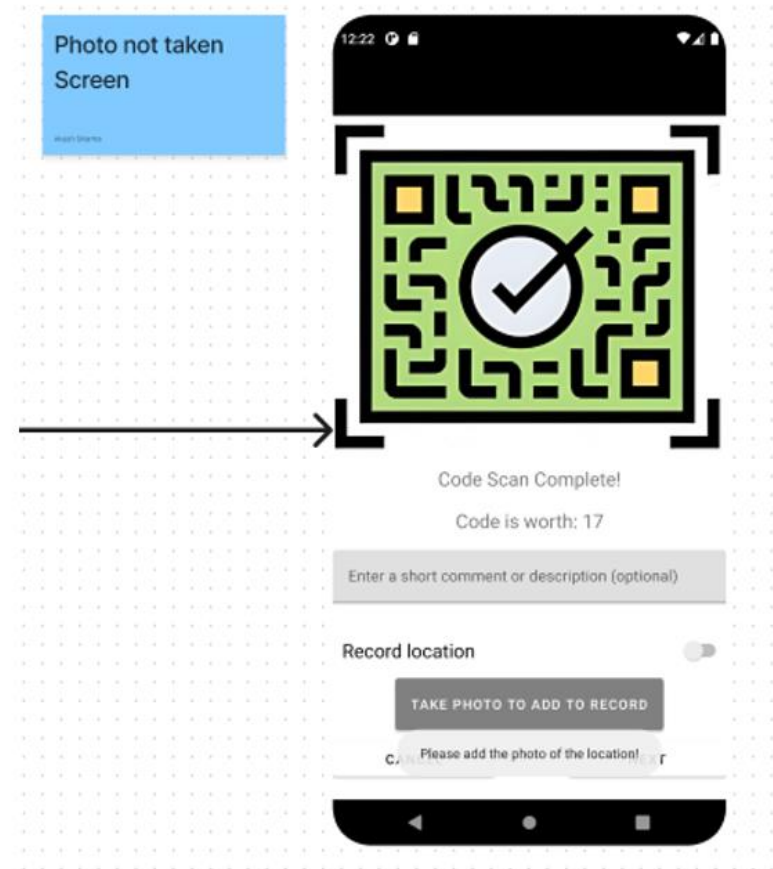 Photo not taken
Screen
12:22
Code Scan Complete!
Code is worth: 17
Enter a short comment or description (optional)
Record location
TAKE PHOTO TO ADD TO RECORD
Please add the photo of the location!